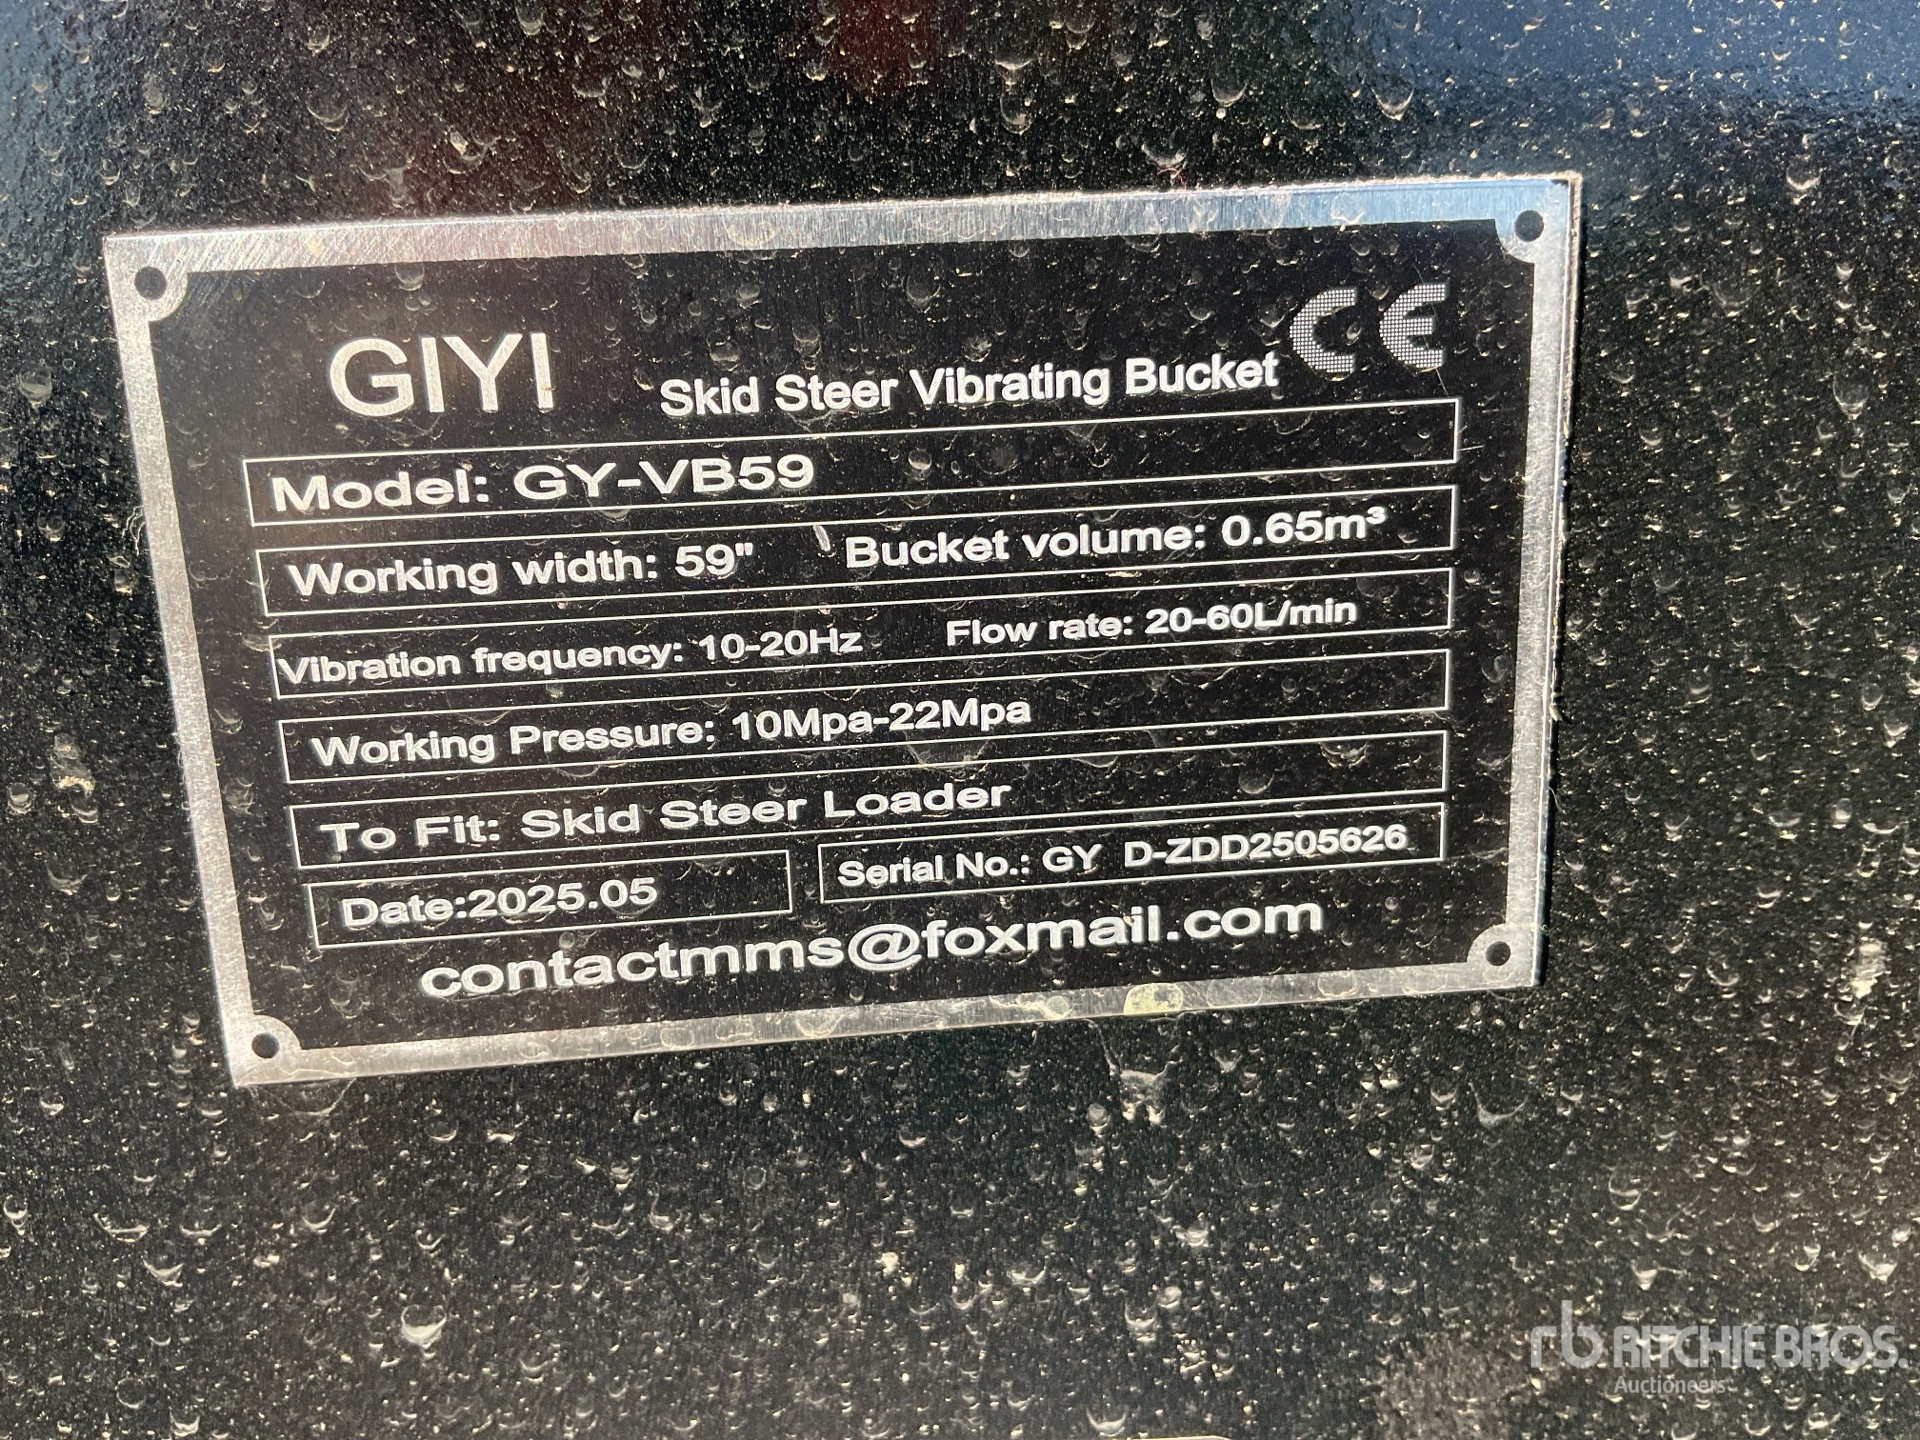 GIYI Skid Steer Vibrating Bucket CE
Model: GY-VB59
Working width: 59" Bucket volume: 0.65m³
Vibration frequency: 10-20Hz Flow rate: 20-60L/min
Working Pressure: 10Mpa-22Mpa
To Fit: Skid Steer Loader
Date:2025.05 Serial No.: GY D-ZDD2505626
contactmms@foxmail.com
rb RITCHIE BROS.
Auctioneers